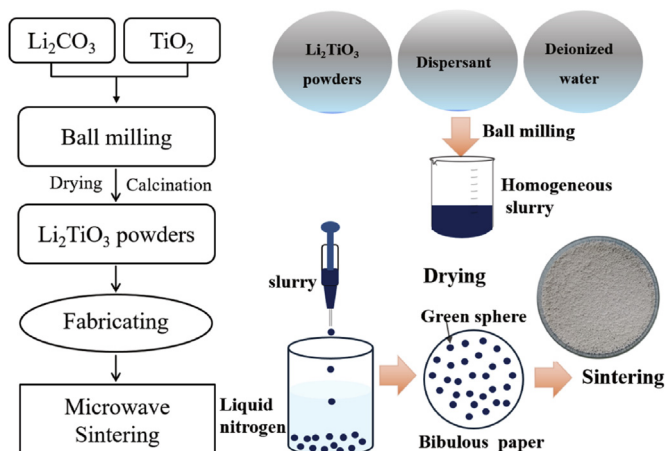 Li₂CO₃
TiO₂
Ball milling
Drying
Calcination
Li₂TiO₃ powders
Fabricating
Microwave
Sintering
Li₂TiO₃
powders
Dispersant
Deionized
water
Ball milling
Homogeneous
slurry
slurry
Liquid
nitrogen
Drying
Green sphere
Bibulous paper
Sintering